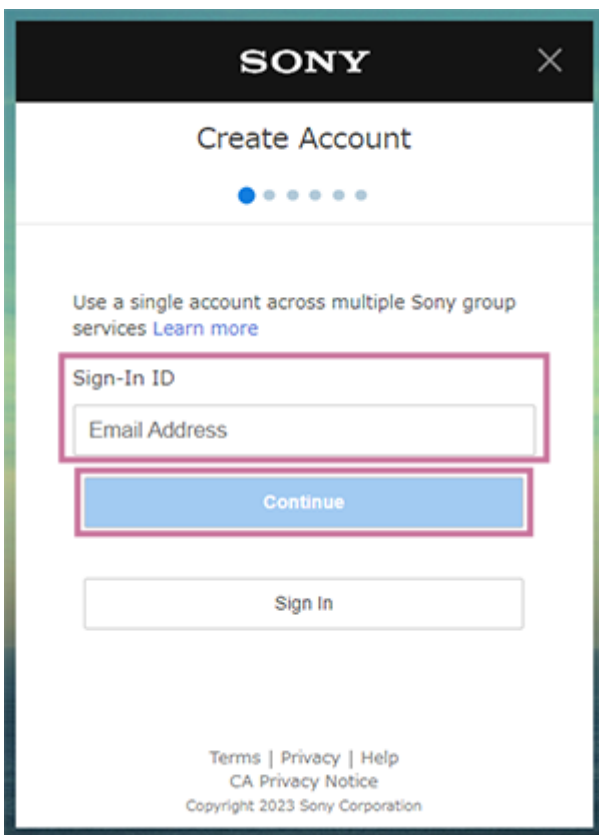 SONY
Create Account
Use a single account across multiple Sony group
services Learn more
Sign-In ID
Email Address
Continue
Sign In
Terms | Privacy | Help
CA Privacy Notice
Copyright 2023 Sony Corporation